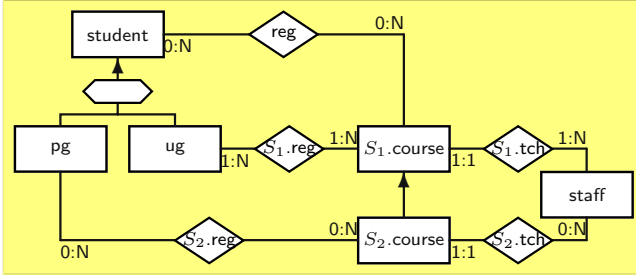 student
0:N
reg
0:N
pg
ug
1:N
S₁.reg
1:N
S₁.course
1:1
S₁.tch
1:N
staff
0:N
S₂.reg
0:N
S₂.course
1:1
S₂.tch
0:N